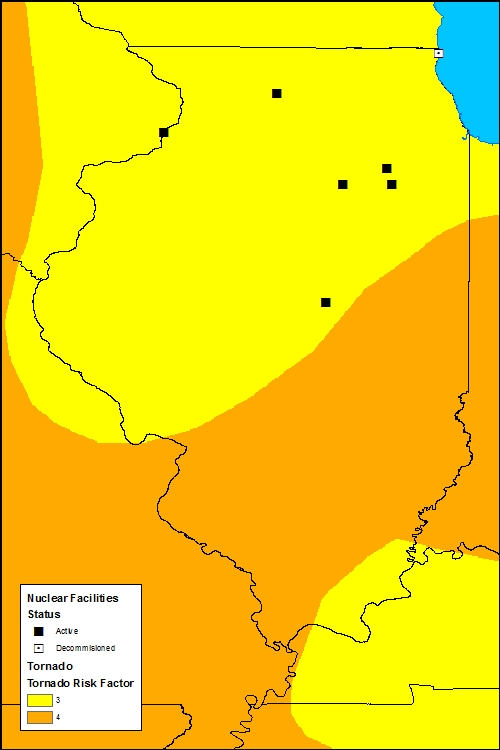 Nuclear Facilities
Status
Active
Decommisioned
Tornado
Tornado Risk Factor
3
4